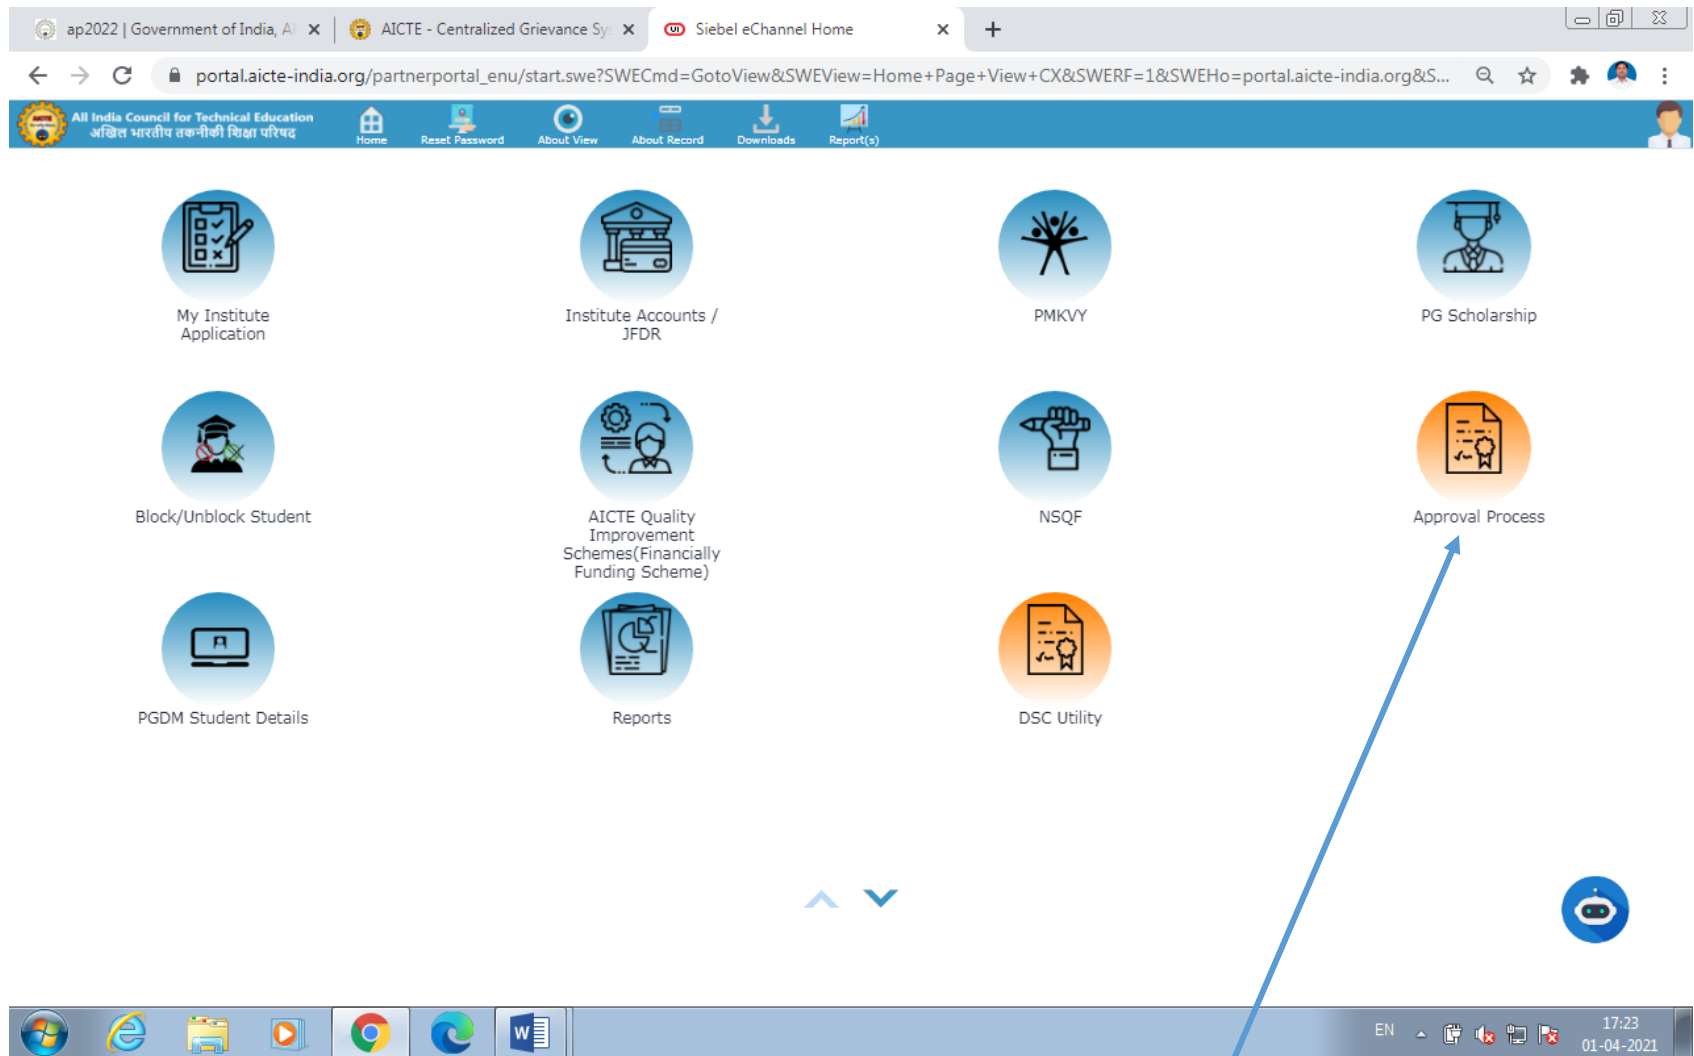 ap2022 | Government of India, Al
AICTE - Centralized Grievance Sy
Siebel eChannel Home
portal.aicte-india.org/partnerportal_enu/start.swe?SWECmd=GotoView&SWEView=Home+Page+View+CX&SWERF=1&SWEHo=portal.aicte-india.org&S...
All India Council for Technical Education
अखिल भारतीय तकनीकी शिक्षा परिषद
Home
Reset Password
About View
About Record
Downloads
Report(s)
My Institute
Application
Institute Accounts /
JFDR
PMKVY
PG Scholarship
Block/Unblock Student
AICTE Quality
Improvement
Schemes(Financially
Funding Scheme)
NSQF
Approval Process
PGDM Student Details
Reports
DSC Utility
EN
17:23
01-04-2021